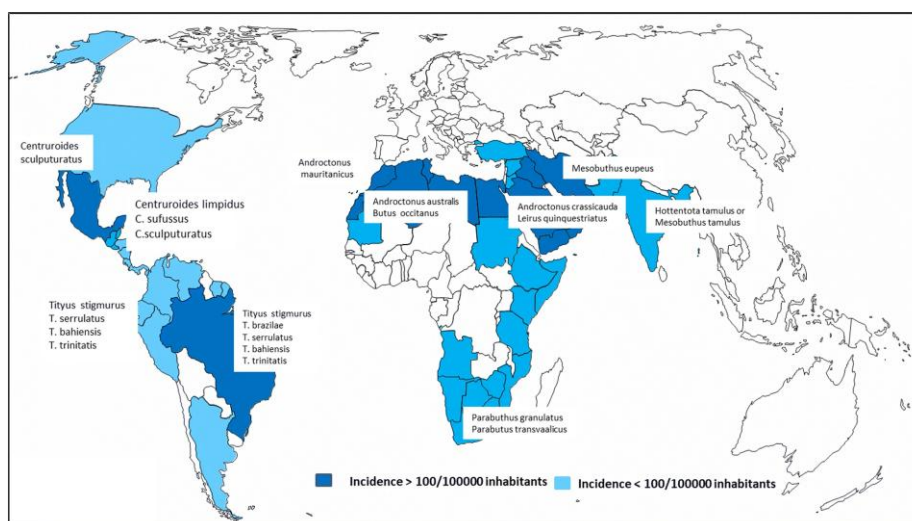 Centruroides
sculputuratus
Centruroides limpidus
C. sufussus
C.sculputuratus
Tityus stigmurus
T. serrulatus
T. bahiensis
T. trinitatis
Tityus stigmurus
T. brazilae
T. serrulatus
T. bahiensis
T. trinitatis
Androctonus
mauritanicus
Androctonus australis
Butus occitanus
Mesobuthus eupeus
Androctonus crassicauda
Leirus quinquestriatus
Hottentota tamulus or
Mesobuthus tamulus
Parabuthus granulatus
Parabutus transvaalicus
Incidence > 100/100000 inhabitants
Incidence < 100/100000 inhabitants